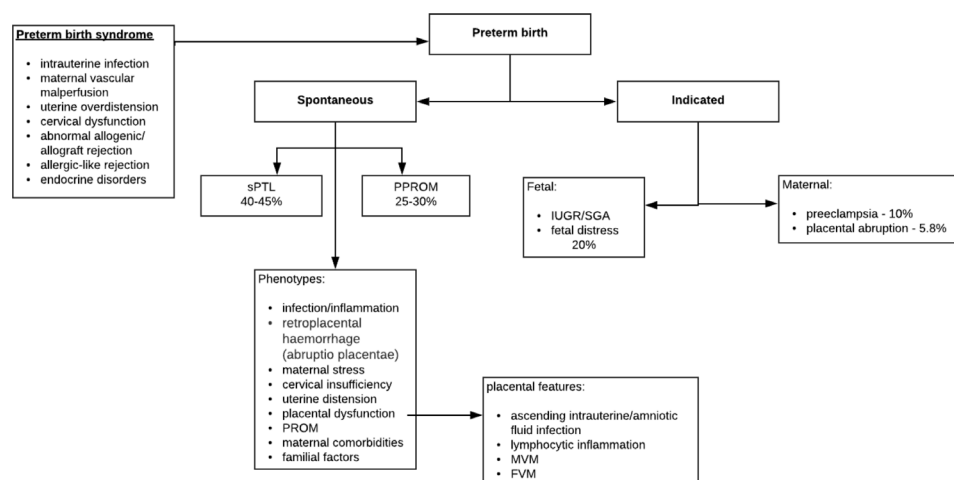 Preterm birth syndrome
• intrauterine infection
• maternal vascular
malperfusion
• uterine overdistension
• cervical dysfunction
• abnormal allogenic/
allograft rejection
• allergic-like rejection
• endocrine disorders
Preterm birth
Spontaneous
Indicated
sPTL
40-45%
PPROM
25-30%
Fetal:
• IUGR/SGA
• fetal distress
20%
Maternal:
• preeclampsia - 10%
• placental abruption - 5.8%
Phenotypes:
• infection/inflammation
• retroplacental
haemorrhage
(abruptio placentae)
• maternal stress
• cervical insufficiency
• uterine distension
• placental dysfunction
• PROM
• maternal comorbidities
• familial factors
placental features:
• ascending intrauterine/amniotic
fluid infection
• lymphocytic inflammation
• MVM
• FVM